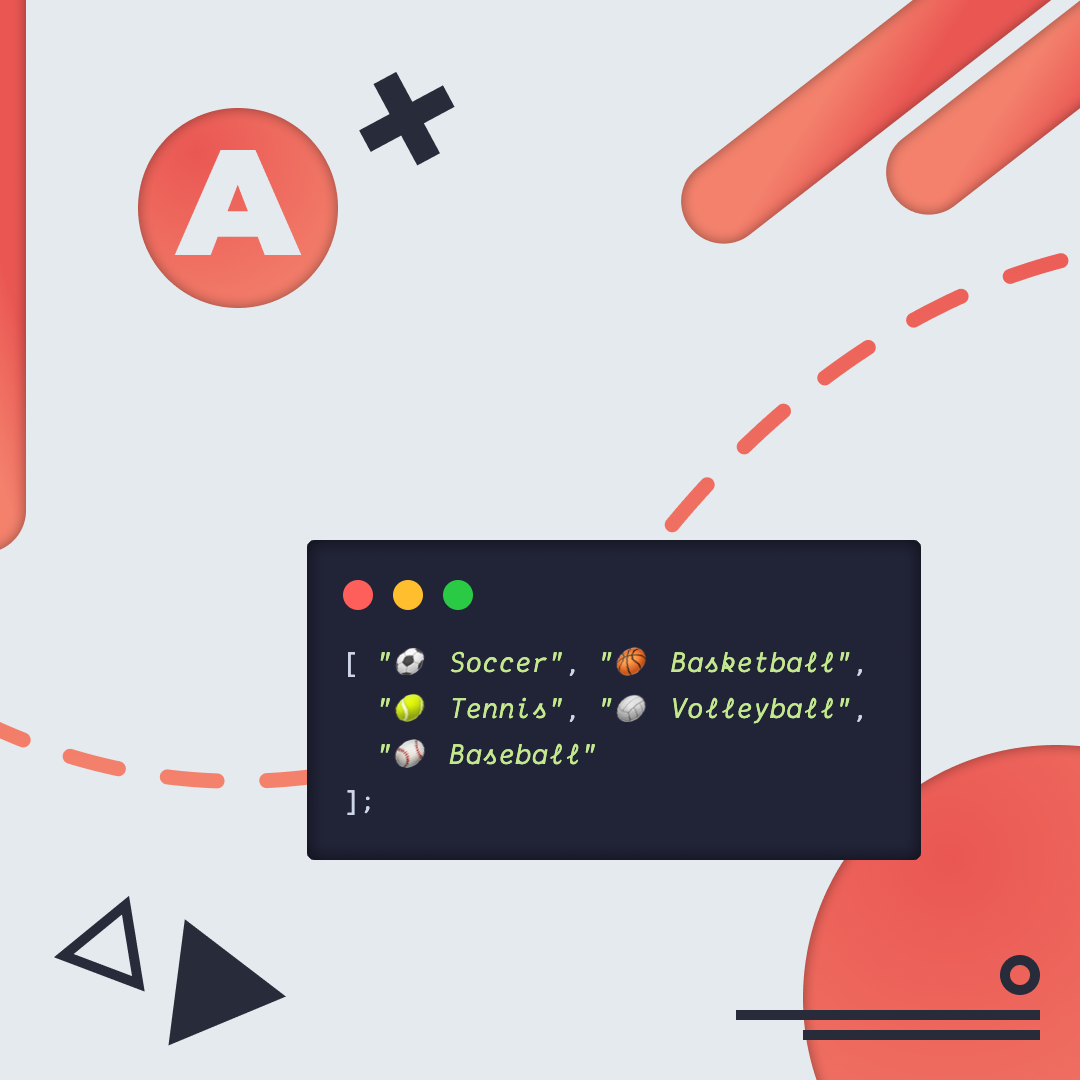 A
[ "⚽ Soccer", "🏀 Basketball",
"🎾 Tennis", "🏐 Volleyball",
"⚾ Baseball"
];